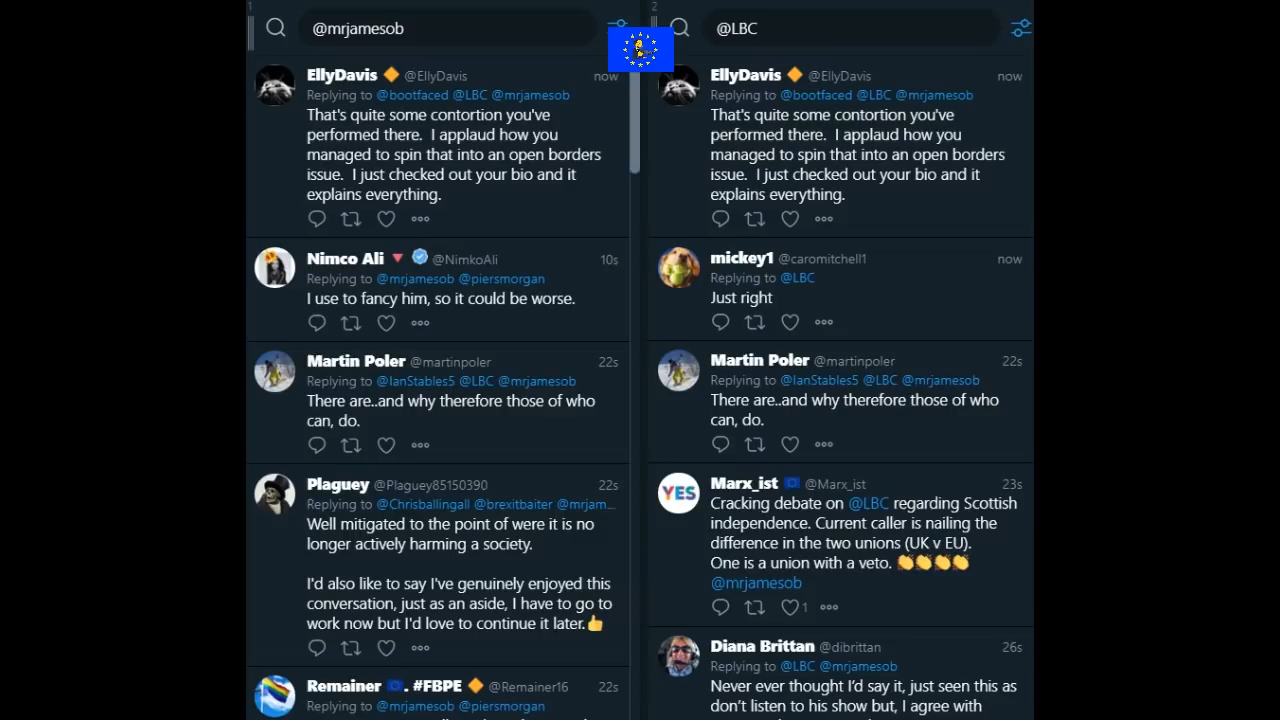 1
@mrjamesob
EllyDavis 🔶 @EllyDavis now
Replying to @bootfaced @LBC @mrjamesob
That's quite some contortion you've
performed there. I applaud how you
managed to spin that into an open borders
issue. I just checked out your bio and it
explains everything.
Nimco Ali 🔻 @NimkoAli 10s
Replying to @mrjamesob @piersmorgan
I use to fancy him, so it could be worse.
Martin Poler @martinpoler 22s
Replying to @IanStables5 @LBC @mrjamesob
There are..and why therefore those of who
can, do.
Plaguey @Plaguey85150390 22s
Replying to @Chrisballingall @brexitbaiter @mrjam...
Well mitigated to the point of were it is no
longer actively harming a society.
I'd also like to say I've genuinely enjoyed this
conversation, just as an aside, I have to go to
work now but I'd love to continue it later.👍
Remainer 🇪🇺. #FBPE 🔶 @Remainer16 22s
Replying to @mrjamesob @piersmorgan
2
@LBC
EllyDavis 🔶 @EllyDavis now
Replying to @bootfaced @LBC @mrjamesob
That's quite some contortion you've
performed there. I applaud how you
managed to spin that into an open borders
issue. I just checked out your bio and it
explains everything.
mickey1 @caromitchell1 now
Replying to @LBC
Just right
Martin Poler @martinpoler 22s
Replying to @IanStables5 @LBC @mrjamesob
There are..and why therefore those of who
can, do.
YES
Marx_ist 🇪🇺 @Marx_ist 23s
Cracking debate on @LBC regarding Scottish
independence. Current caller is nailing the
difference in the two unions (UK v EU).
One is a union with a veto. 👏👏👏👏
@mrjamesob
1
Diana Brittan @dibrittan 26s
Replying to @LBC @mrjamesob
Never ever thought I'd say it, just seen this as
don't listen to his show but, I agree with